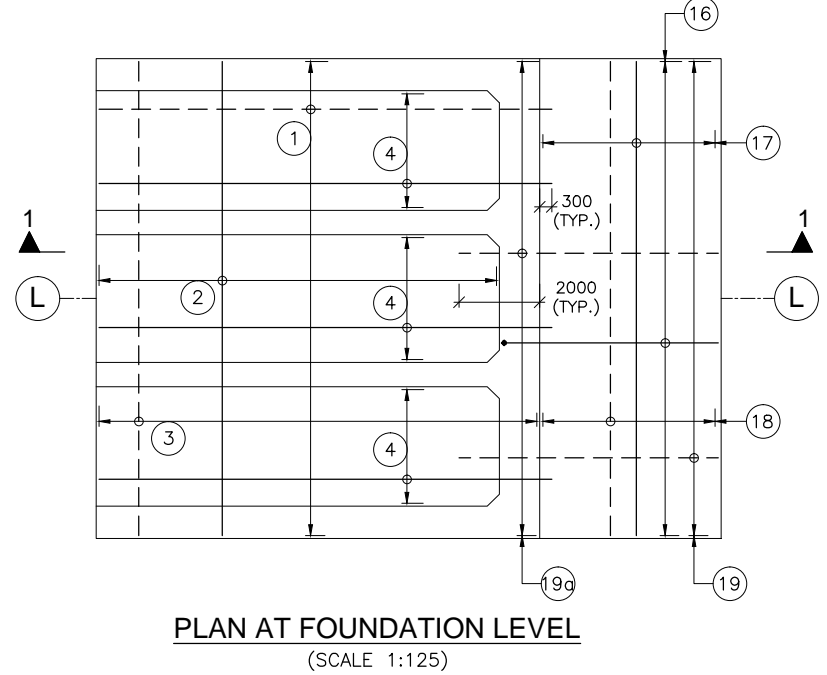 16
1
4
17
300
(TYP.)
1
1
L
L
2
4
2000
(TYP.)
3
4
18
19a
19
PLAN AT FOUNDATION LEVEL
(SCALE 1:125)